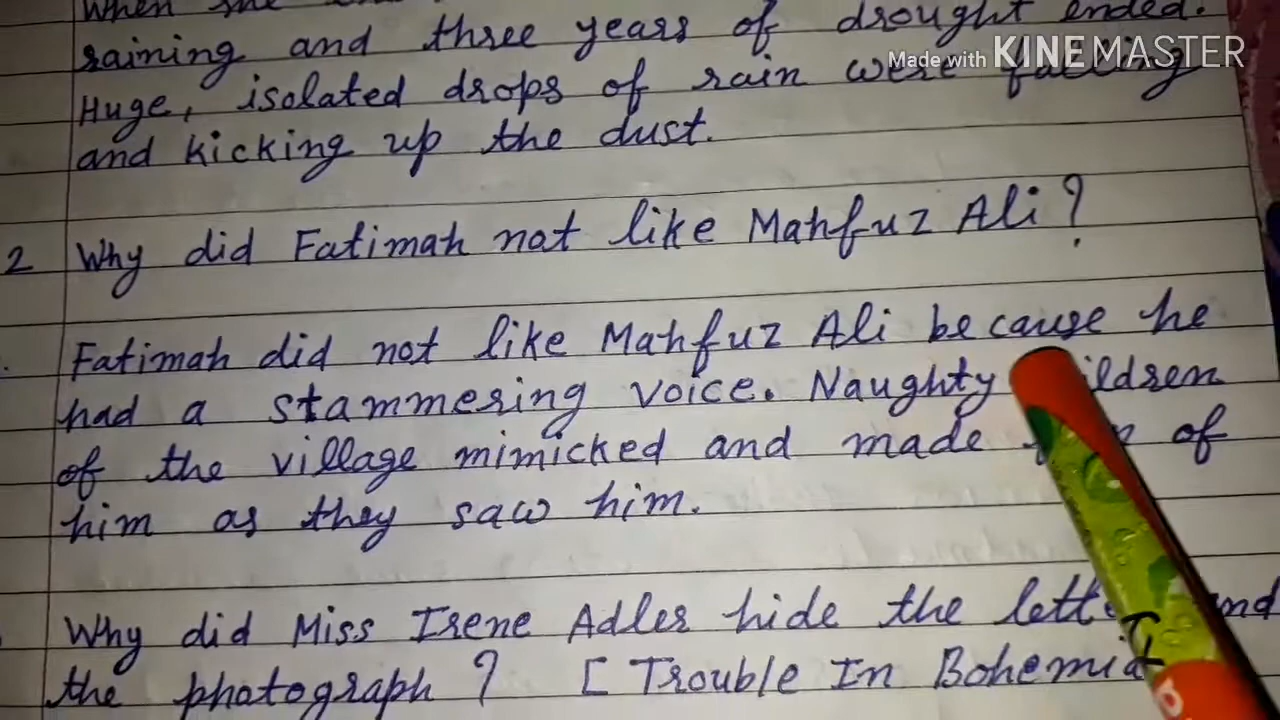 raining and three years of drought ended.
Made with KINEMASTER
Huge, isolated drops of rain were falling
and kicking up the dust.
2 Why did Fatimah not like Mahfuz Ali?
Fatimah did not like Mahfuz Ali because he
had a stammering voice. Naughty
of the village mimicked and made of
him as they saw him.
Why did Miss Irene Adler hide the
the photograph? [Trouble In